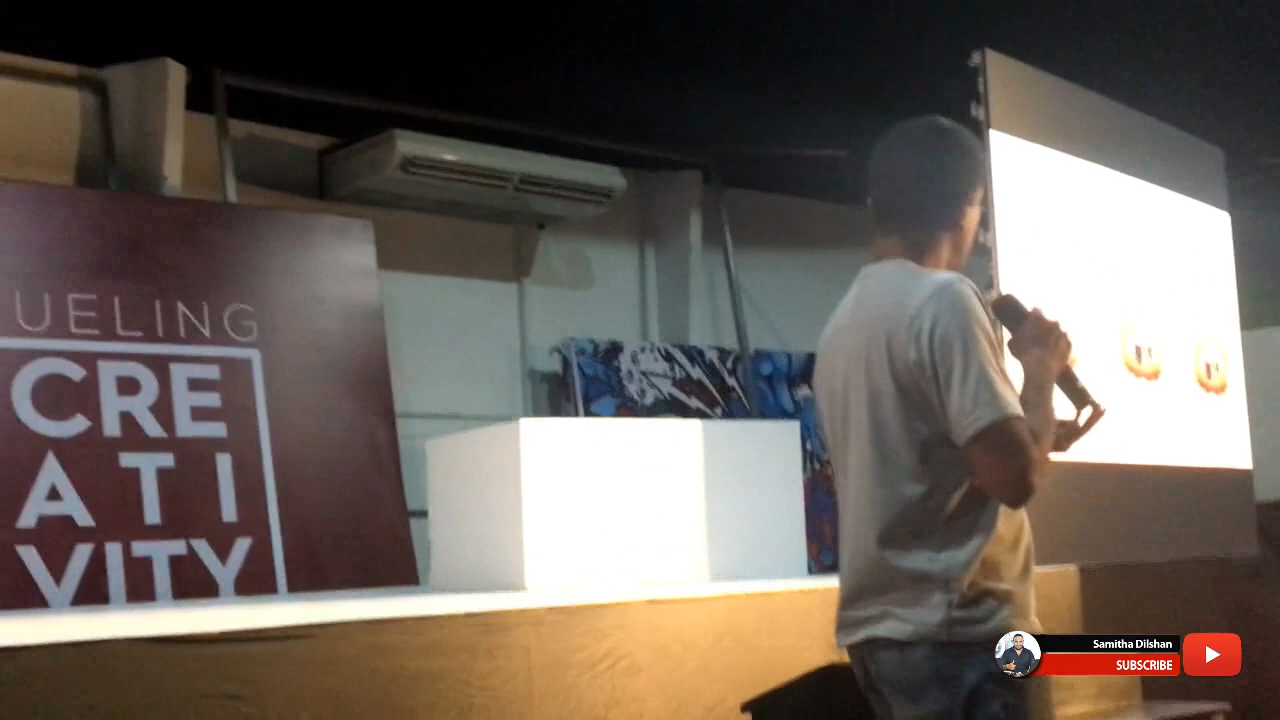 UELING
CRE
ATI
VITY
Samitha Dilshan
SUBSCRIBE